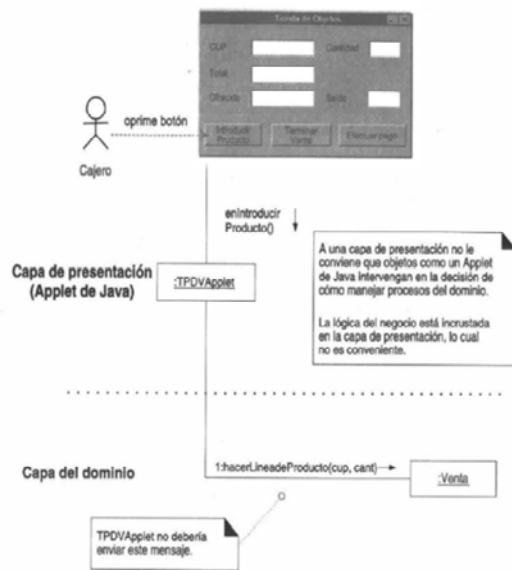 Tienda de Objetos
CUP
Cantidad
Total
Ofrecido
Saldo
oprime botón
Introducir
Producto
Terminar
Venta
Efectuar pago
Cajero
enIntroducir
Producto()
A una capa de presentación no le
conviene que objetos como un Applet
de Java intervengan en la decisión de
cómo manejar procesos del dominio.
La lógica del negocio está incrustada
en la capa de presentación, lo cual
no es conveniente.
Capa de presentación
(Applet de Java)
:TPDVApplet
Capa del dominio
1:hacerLineadeProducto(cup, cant)
:Venta
TPDVApplet no debería
enviar este mensaje.